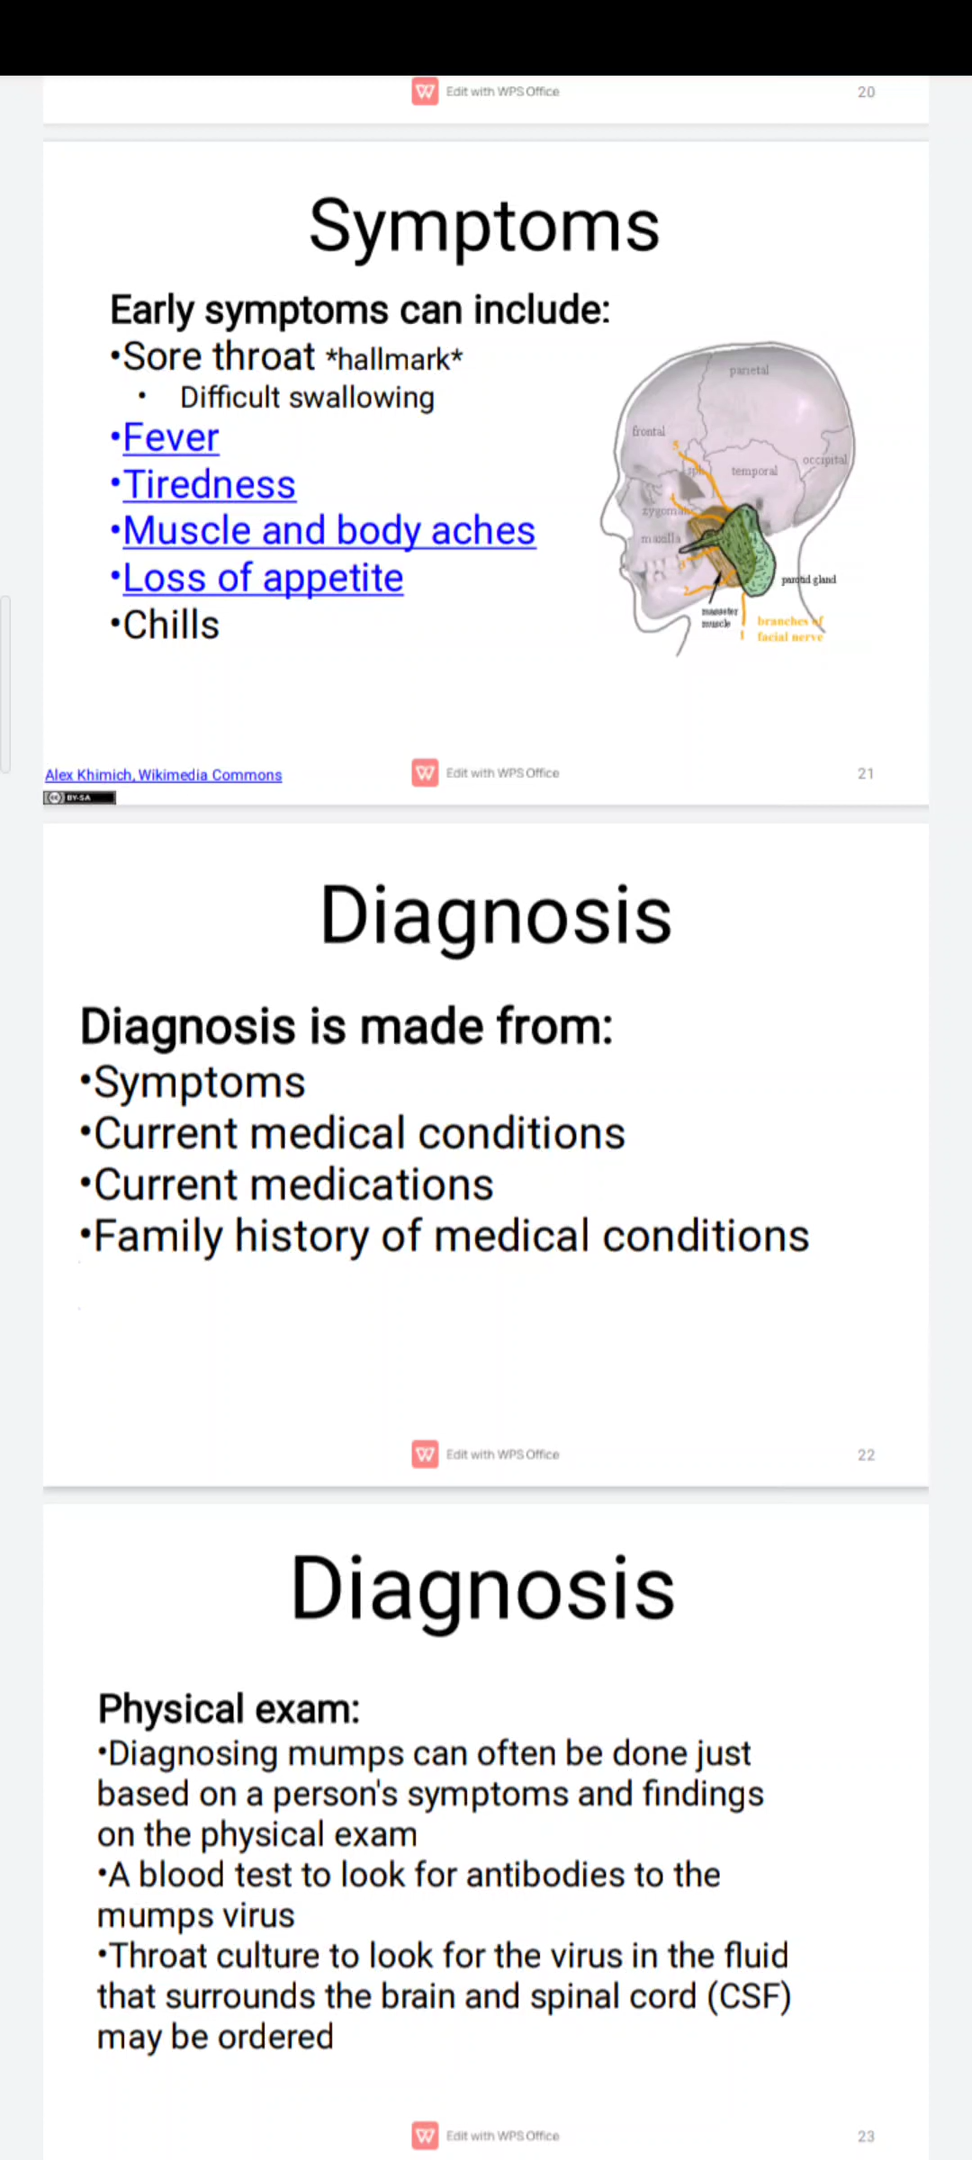 Edit with WPS Office
20
Symptoms
Early symptoms can include:
•Sore throat *hallmark*
• Difficult swallowing
•Fever
•Tiredness
•Muscle and body aches
•Loss of appetite
•Chills
parietal
frontal
5
occipital
sph
temporal
zygoma
maxilla
parotid gland
masseter
muscle
branches of
facial nerve
1
Alex Khimich, Wikimedia Commons
cc BY-SA
Edit with WPS Office
21
Diagnosis
Diagnosis is made from:
•Symptoms
•Current medical conditions
•Current medications
•Family history of medical conditions
Edit with WPS Office
22
Diagnosis
Physical exam:
•Diagnosing mumps can often be done just
based on a person's symptoms and findings
on the physical exam
•A blood test to look for antibodies to the
mumps virus
•Throat culture to look for the virus in the fluid
that surrounds the brain and spinal cord (CSF)
may be ordered
Edit with WPS Office
23